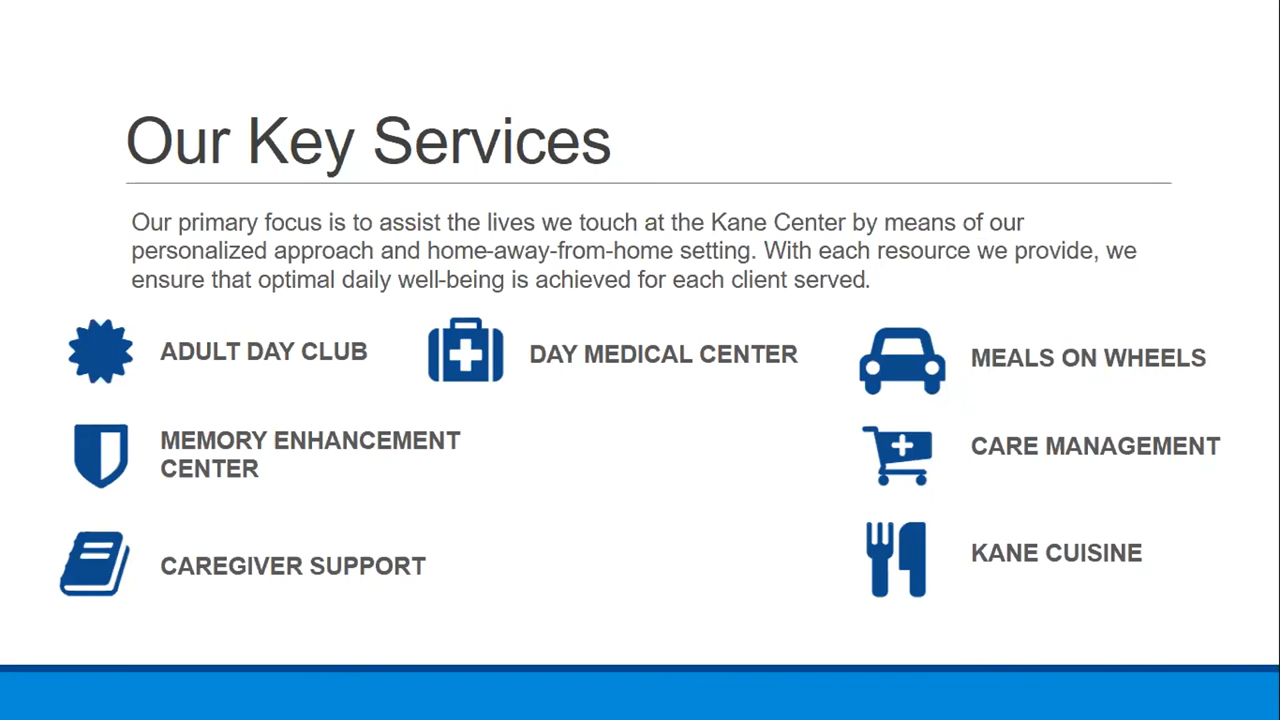 Our Key Services
Our primary focus is to assist the lives we touch at the Kane Center by means of our
personalized approach and home-away-from-home setting. With each resource we provide, we
ensure that optimal daily well-being is achieved for each client served.
ADULT DAY CLUB
DAY MEDICAL CENTER
MEALS ON WHEELS
MEMORY ENHANCEMENT
CENTER
CARE MANAGEMENT
CAREGIVER SUPPORT
KANE CUISINE